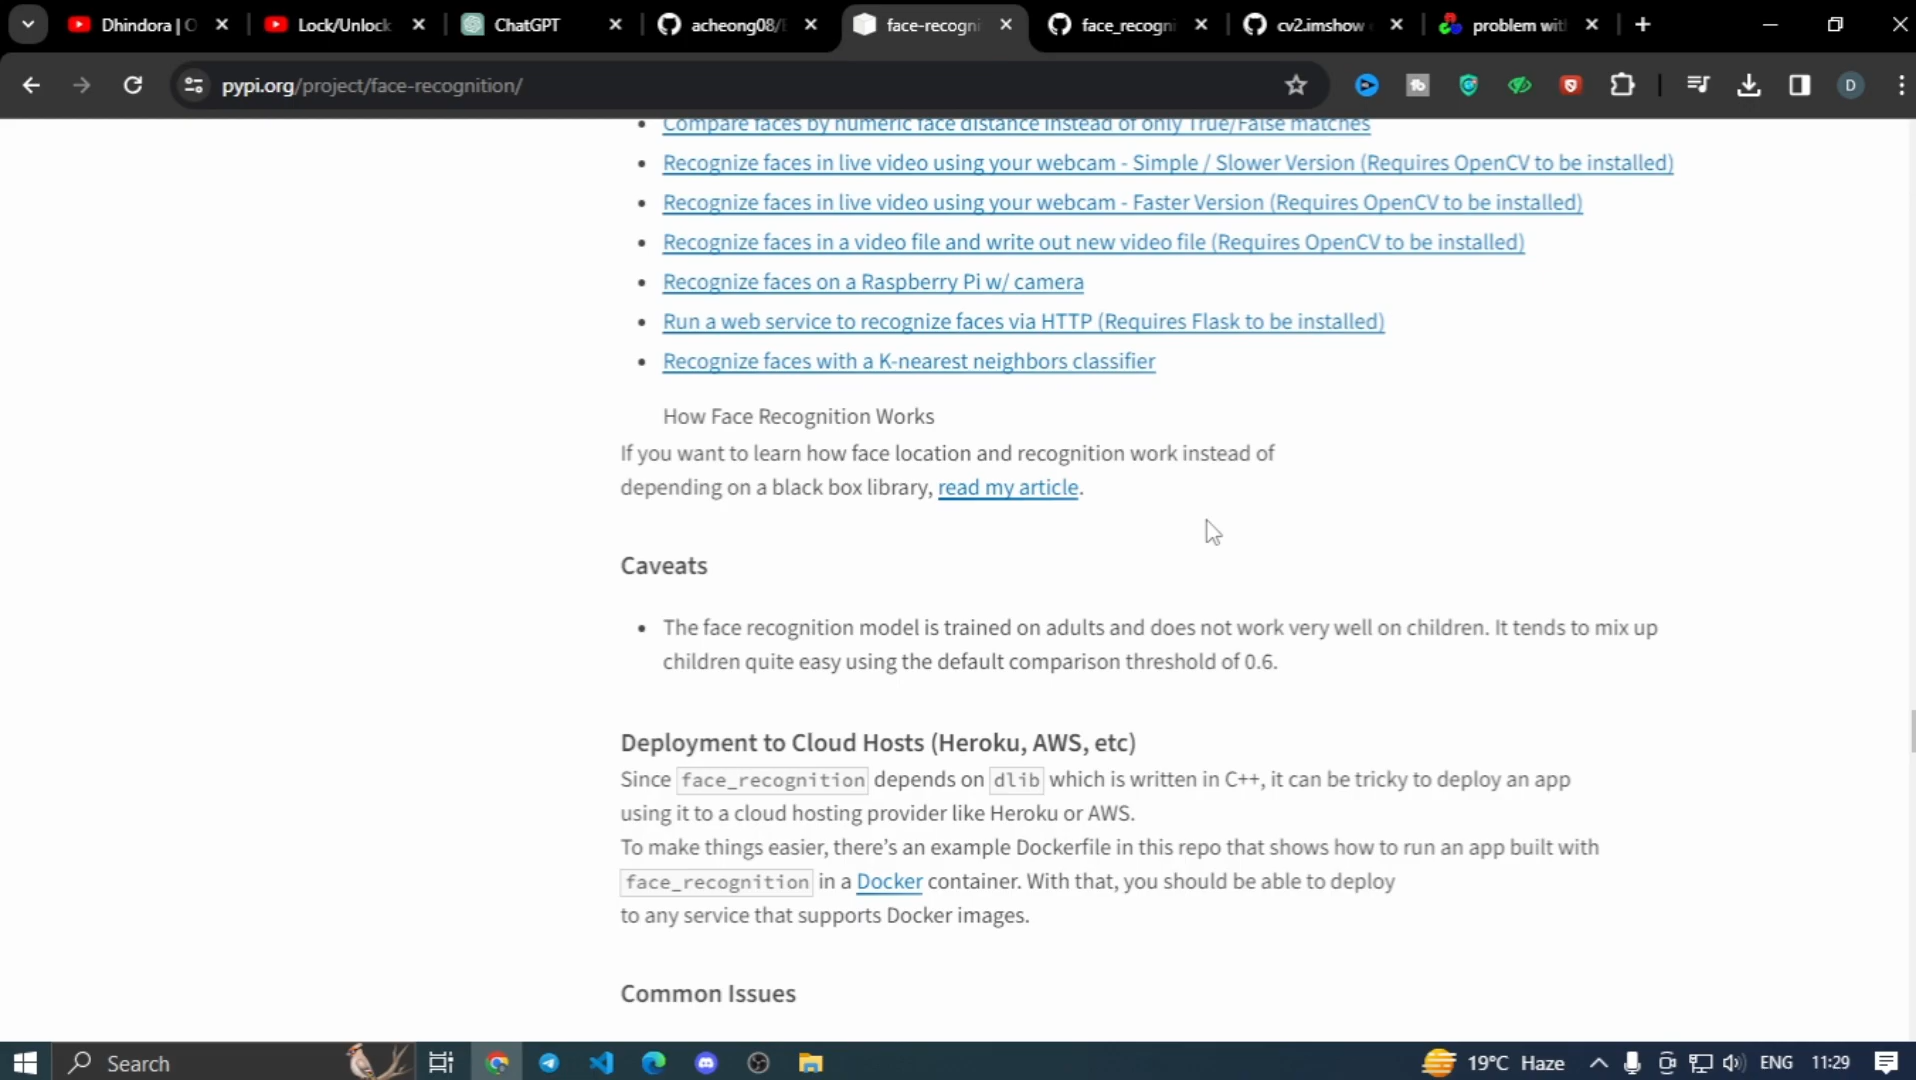 Dhindora | O
Lock/Unlock
ChatGPT
acheong08/
face-recogni
face_recogni
cv2.imshow
problem wit
pypi.org/project/face-recognition/
D
Compare faces by numeric face distance instead of only True/False matches
Recognize faces in live video using your webcam - Simple / Slower Version (Requires OpenCV to be installed)
Recognize faces in live video using your webcam - Faster Version (Requires OpenCV to be installed)
Recognize faces in a video file and write out new video file (Requires OpenCV to be installed)
Recognize faces on a Raspberry Pi w/ camera
Run a web service to recognize faces via HTTP (Requires Flask to be installed)
Recognize faces with a K-nearest neighbors classifier
How Face Recognition Works
If you want to learn how face location and recognition work instead of
depending on a black box library, read my article.
Caveats
The face recognition model is trained on adults and does not work very well on children. It tends to mix up
children quite easy using the default comparison threshold of 0.6.
Deployment to Cloud Hosts (Heroku, AWS, etc)
Since face_recognition depends on dlib which is written in C++, it can be tricky to deploy an app
using it to a cloud hosting provider like Heroku or AWS.
To make things easier, there's an example Dockerfile in this repo that shows how to run an app built with
face_recognition in a Docker container. With that, you should be able to deploy
to any service that supports Docker images.
Common Issues
Search
19°C Haze
ENG
11:29